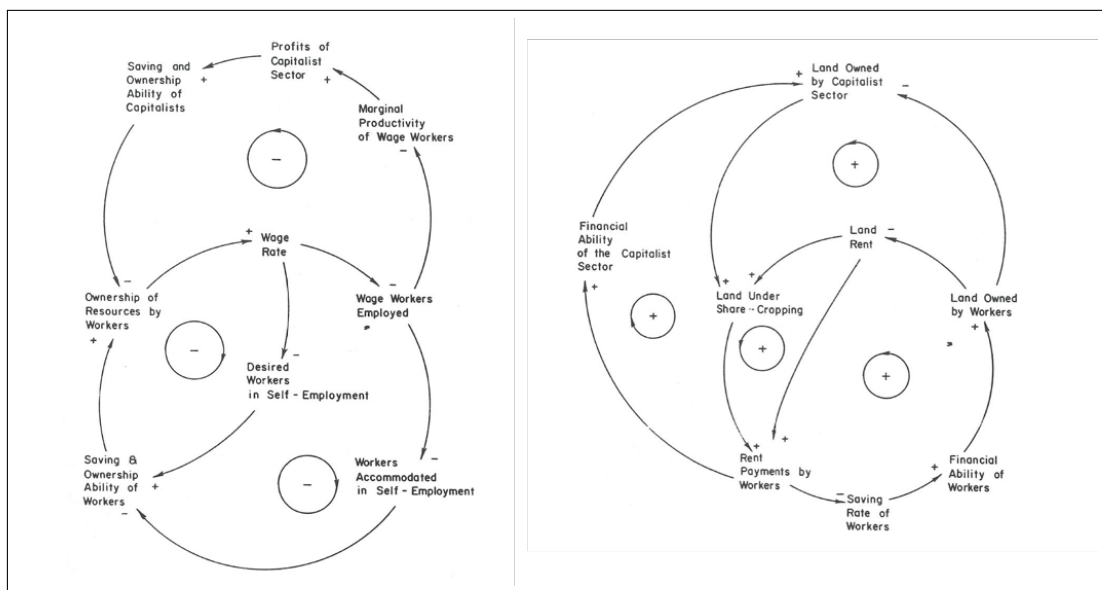 Profits of
Capitalist
Sector
+
Saving and
Ownership
Ability of
Capitalists
+
Marginal
Productivity
of Wage Workers
-
-
+
Wage
Rate
-
Ownership of
Resources by
Workers
+
-
Wage Workers
Employed
-
-
Desired
Workers
in Self - Employment
Saving &
Ownership
Ability of
Workers
+
-
-
Workers
Accommodated
in Self - Employment
-
+
Land Owned
by Capitalist
Sector
-
+
Financial
Ability
of the Capitalist
Sector
+
Land
Rent
-
+
+
Land Under
Share - Cropping
Land Owned
by Workers
+
+
+
+
+
+
Rent
Payments by
Workers
-
Saving
Rate of
Workers
+
Financial
Ability of
Workers